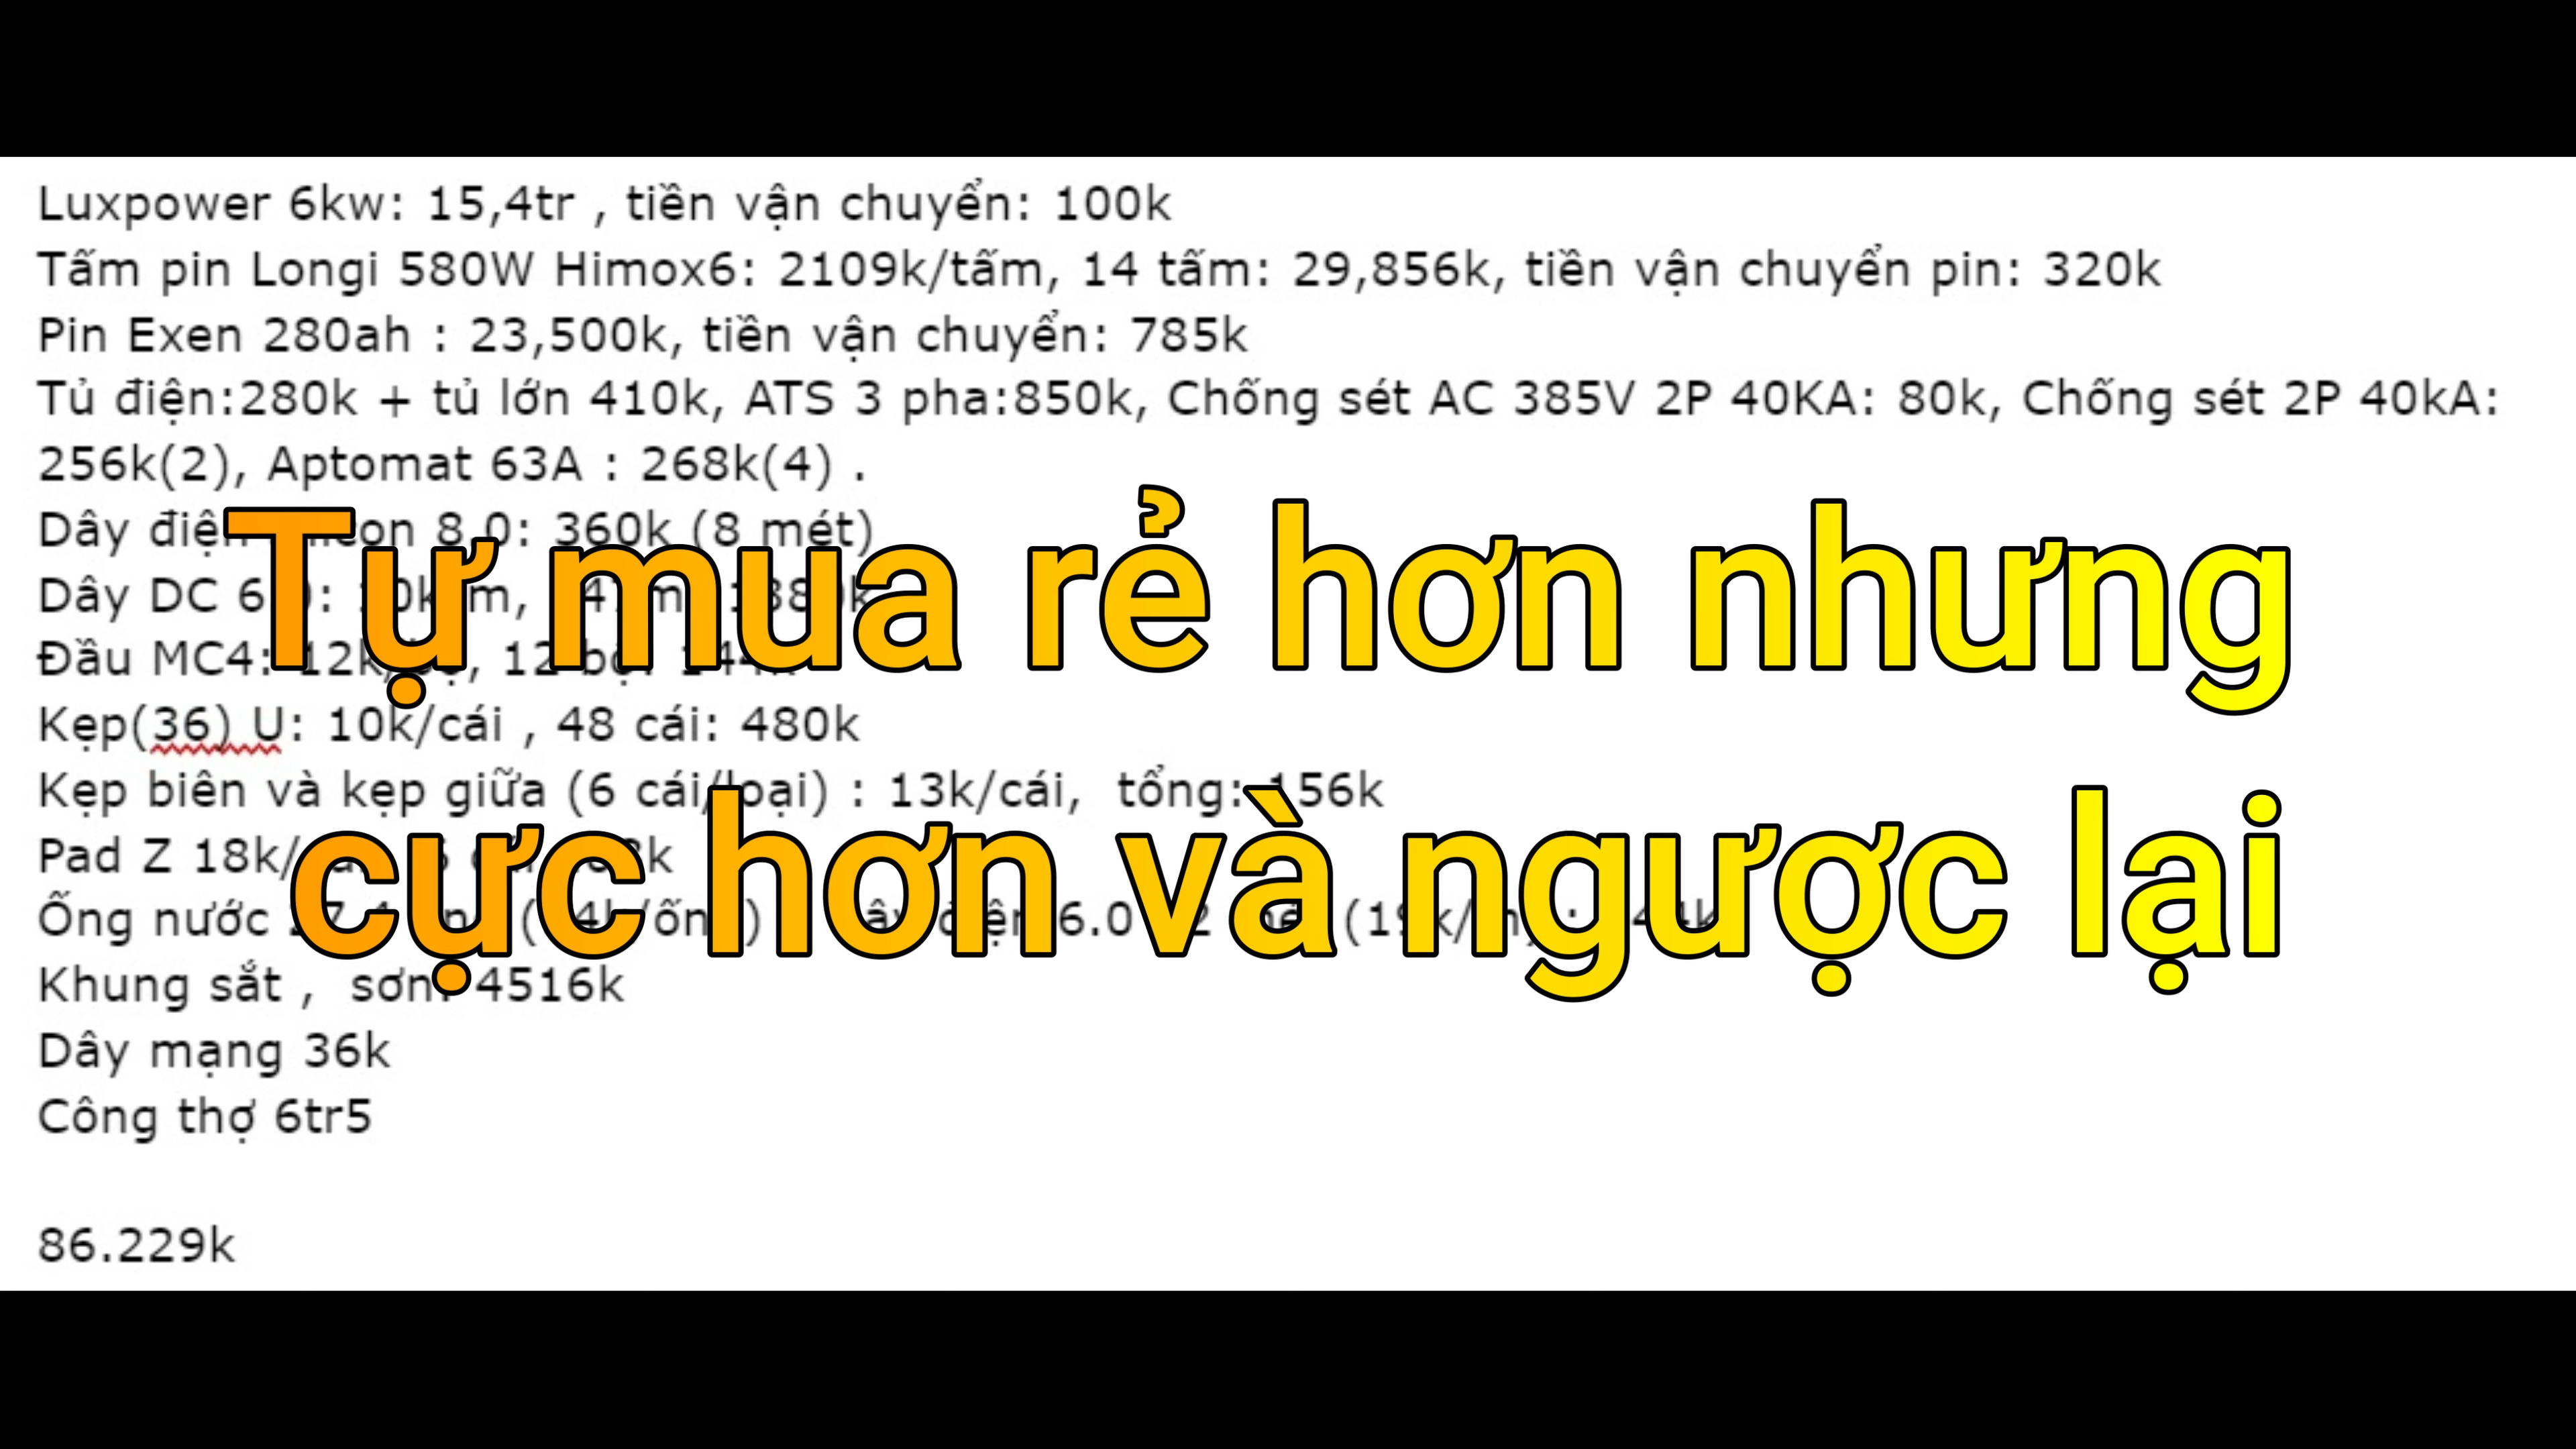 Luxpower 6kw: 15,4tr , tiền vận chuyển: 100k
Tấm pin Longi 580W Himox6: 2109k/tấm, 14 tấm: 29,856k, tiền vận chuyển pin: 320k
Pin Exen 280ah : 23,500k, tiền vận chuyển: 785k
Tủ điện:280k + tủ lớn 410k, ATS 3 pha:850k, Chống sét AC 385V 2P 40KA: 80k, Chống sét 2P 40kA:
256k(2), Aptomat 63A : 268k(4) .
Dây 8.0: 360k (8 mét)
Tự mua rẻ hơn nhưng
Dây DC
Đầu MC4:
Kẹp(36) U: 10k/cái , 48 cái: 480k
Kẹp biên và kẹp giữa (6 cái/loại) : 13k/cái, tổng: 156k
cực hơn và ngược lại
Pad Z
Ống nước 6.0
Khung sắt , sơn: 4516k
Dây mạng 36k
Công thợ 6tr5
86.229k